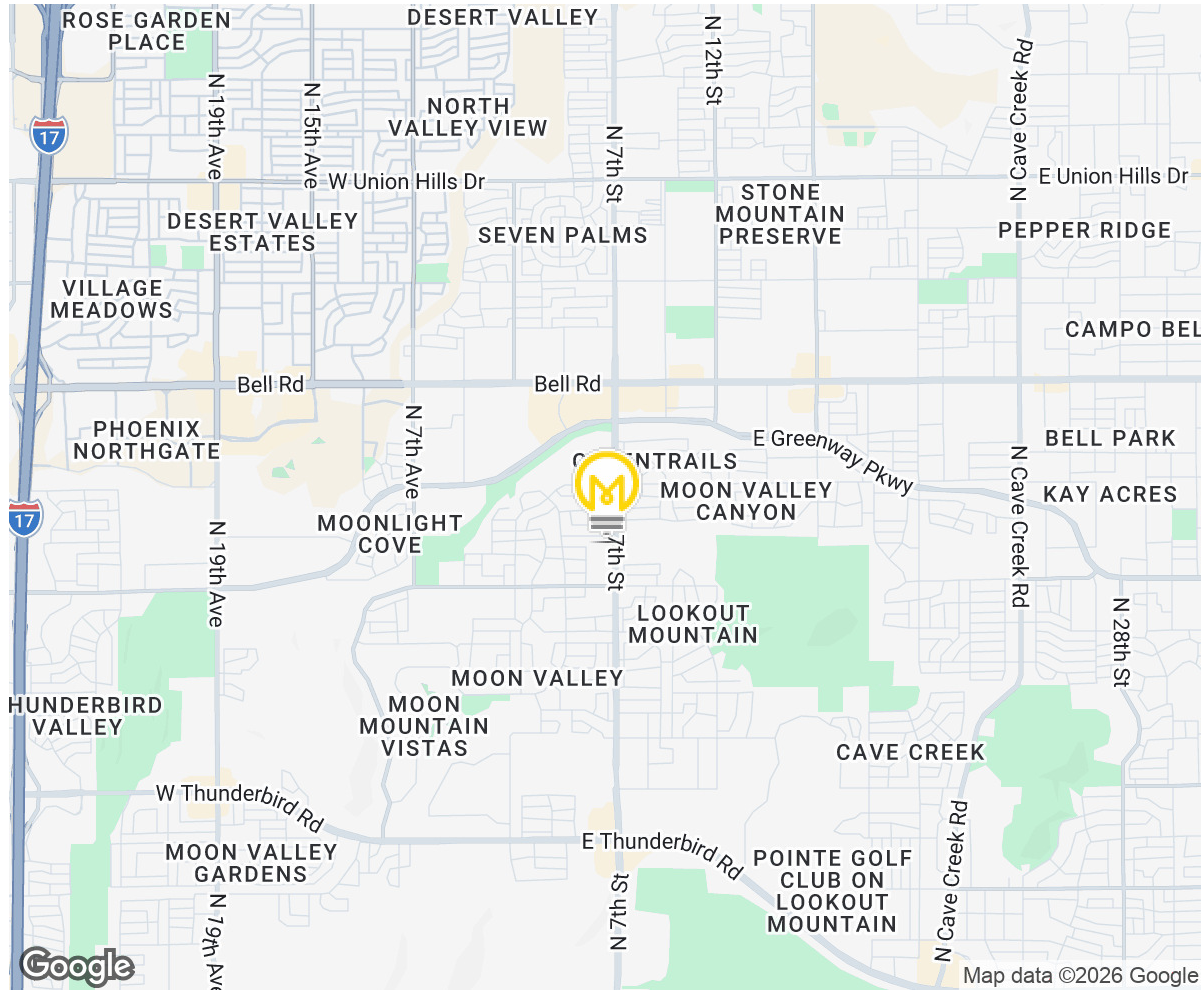 ROSE GARDEN
PLACE
DESERT VALLEY
N 12th St
N Cave Creek Rd
N 19th Ave
N 15th Ave
NORTH
VALLEY VIEW
17
N 7th St
W Union Hills Dr
E Union Hills Dr
STONE
MOUNTAIN
PRESERVE
DESERT VALLEY
ESTATES
SEVEN PALMS
PEPPER RIDGE
VILLAGE
MEADOWS
CAMPO BEL
Bell Rd
Bell Rd
N 7th Ave
PHOENIX
NORTHGATE
E Greenway Pkwy
BELL PARK
NTRAILS
MOON VALLEY
CANYON
KAY ACRES
N Cave Creek Rd
17
MOONLIGHT
COVE
N 19th Ave
7th St
LOOKOUT
MOUNTAIN
N 28th St
MOON VALLEY
HUNDERBIRD
VALLEY
MOON
MOUNTAIN
VISTAS
CAVE CREEK
W Thunderbird Rd
E Thunderbird Rd
MOON VALLEY
GARDENS
POINTE GOLF
CLUB ON
LOOKOUT
MOUNTAIN
N Cave Creek Rd
N 19th Ave
N 7th St
Google
Map data ©2026 Google